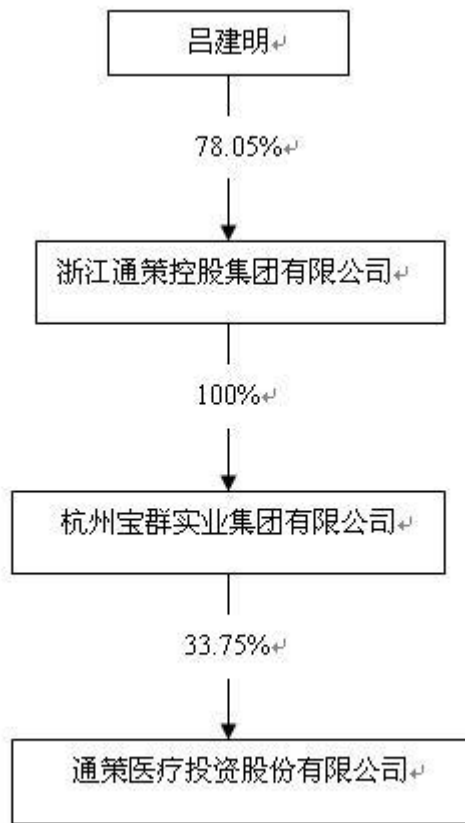 吕建明
78.05%
浙江通策控股集团有限公司
100%
杭州宝群实业集团有限公司
33.75%
通策医疗投资股份有限公司